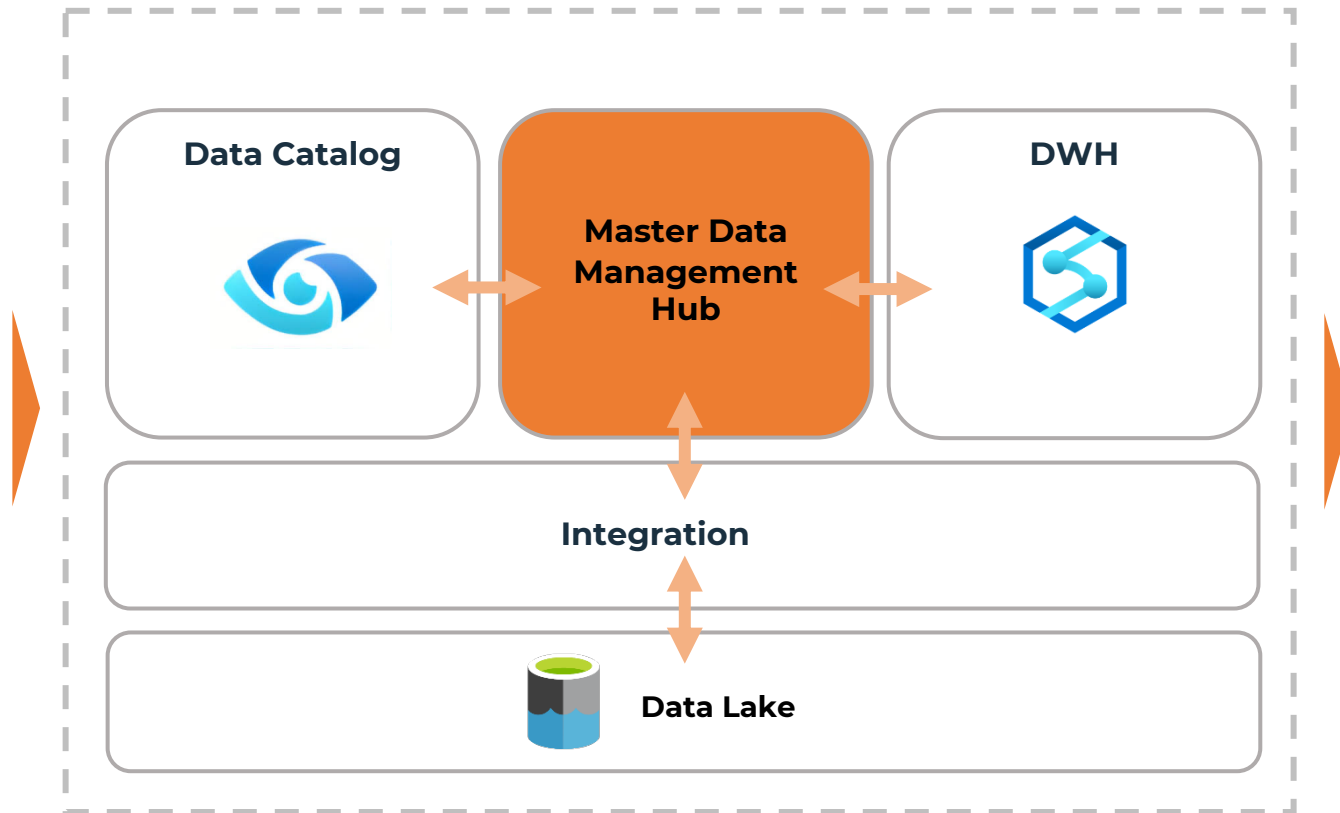 Data Catalog
Master Data
Management
Hub
DWH
Integration
Data Lake